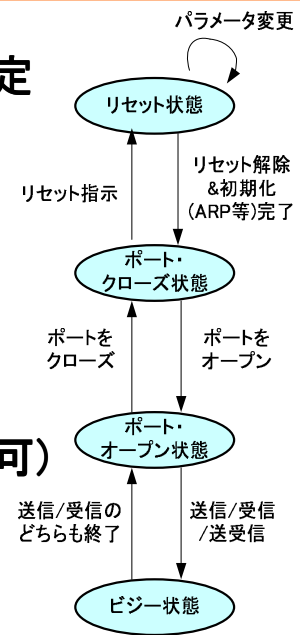 パラメータ変更
定
リセット状態
リセット解除
&初期化
(ARP等)完了
リセット指示
ポート・
クローズ状態
ポートを
クローズ
ポートを
オープン
ポート・
オープン状態
可)
送信/受信の
どちらも終了
送信/受信
/送受信
ビジー状態